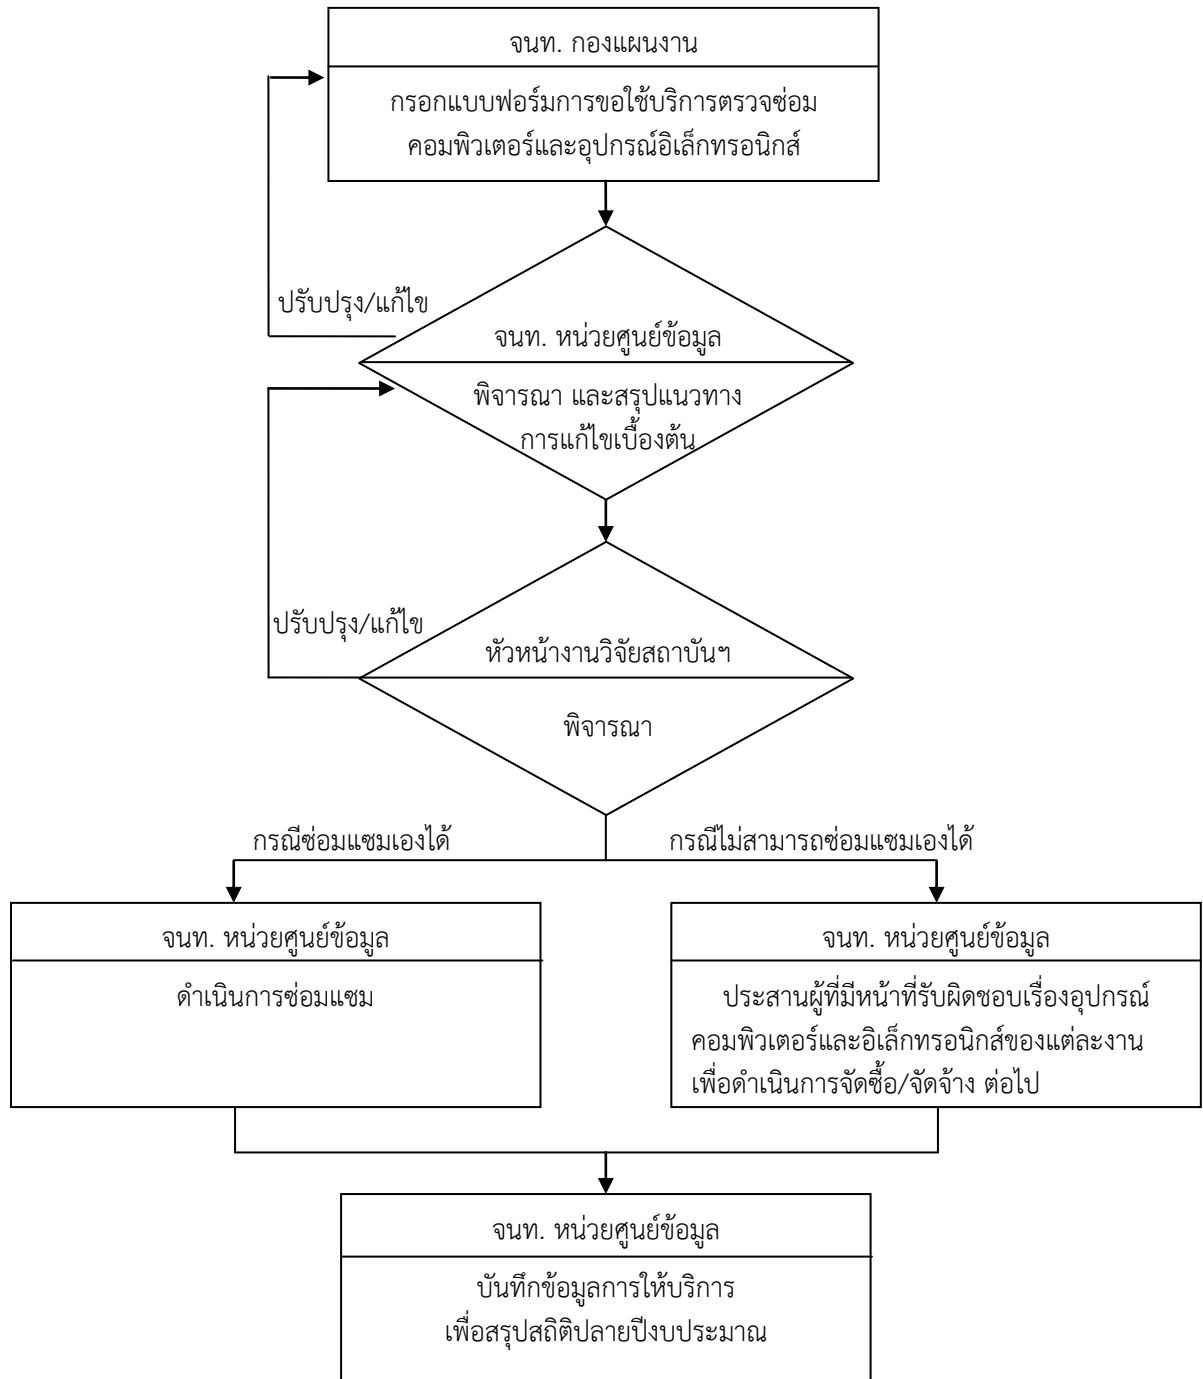 จนท. กองแผนงาน
กรอกแบบฟอร์มการขอใช้บริการตรวจซ่อม
คอมพิวเตอร์และอุปกรณ์อิเล็กทรอนิกส์
ปรับปรุง/แก้ไข
จนท. หน่วยศูนย์ข้อมูล
พิจารณา และสรุปแนวทาง
การแก้ไขเบื้องต้น
ปรับปรุง/แก้ไข
หัวหน้างานวิจัยสถาบันฯ
พิจารณา
กรณีซ่อมแซมเองได้
กรณีไม่สามารถซ่อมแซมเองได้
จนท. หน่วยศูนย์ข้อมูล
ดำเนินการซ่อมแซม
จนท. หน่วยศูนย์ข้อมูล
ประสานผู้ที่มีหน้าที่รับผิดชอบเรื่องอุปกรณ์
คอมพิวเตอร์และอิเล็กทรอนิกส์ของแต่ละงาน
เพื่อดำเนินการจัดซื้อ/จัดจ้าง ต่อไป
จนท. หน่วยศูนย์ข้อมูล
บันทึกข้อมูลการให้บริการ
เพื่อสรุปสถิติปลายปีงบประมาณ